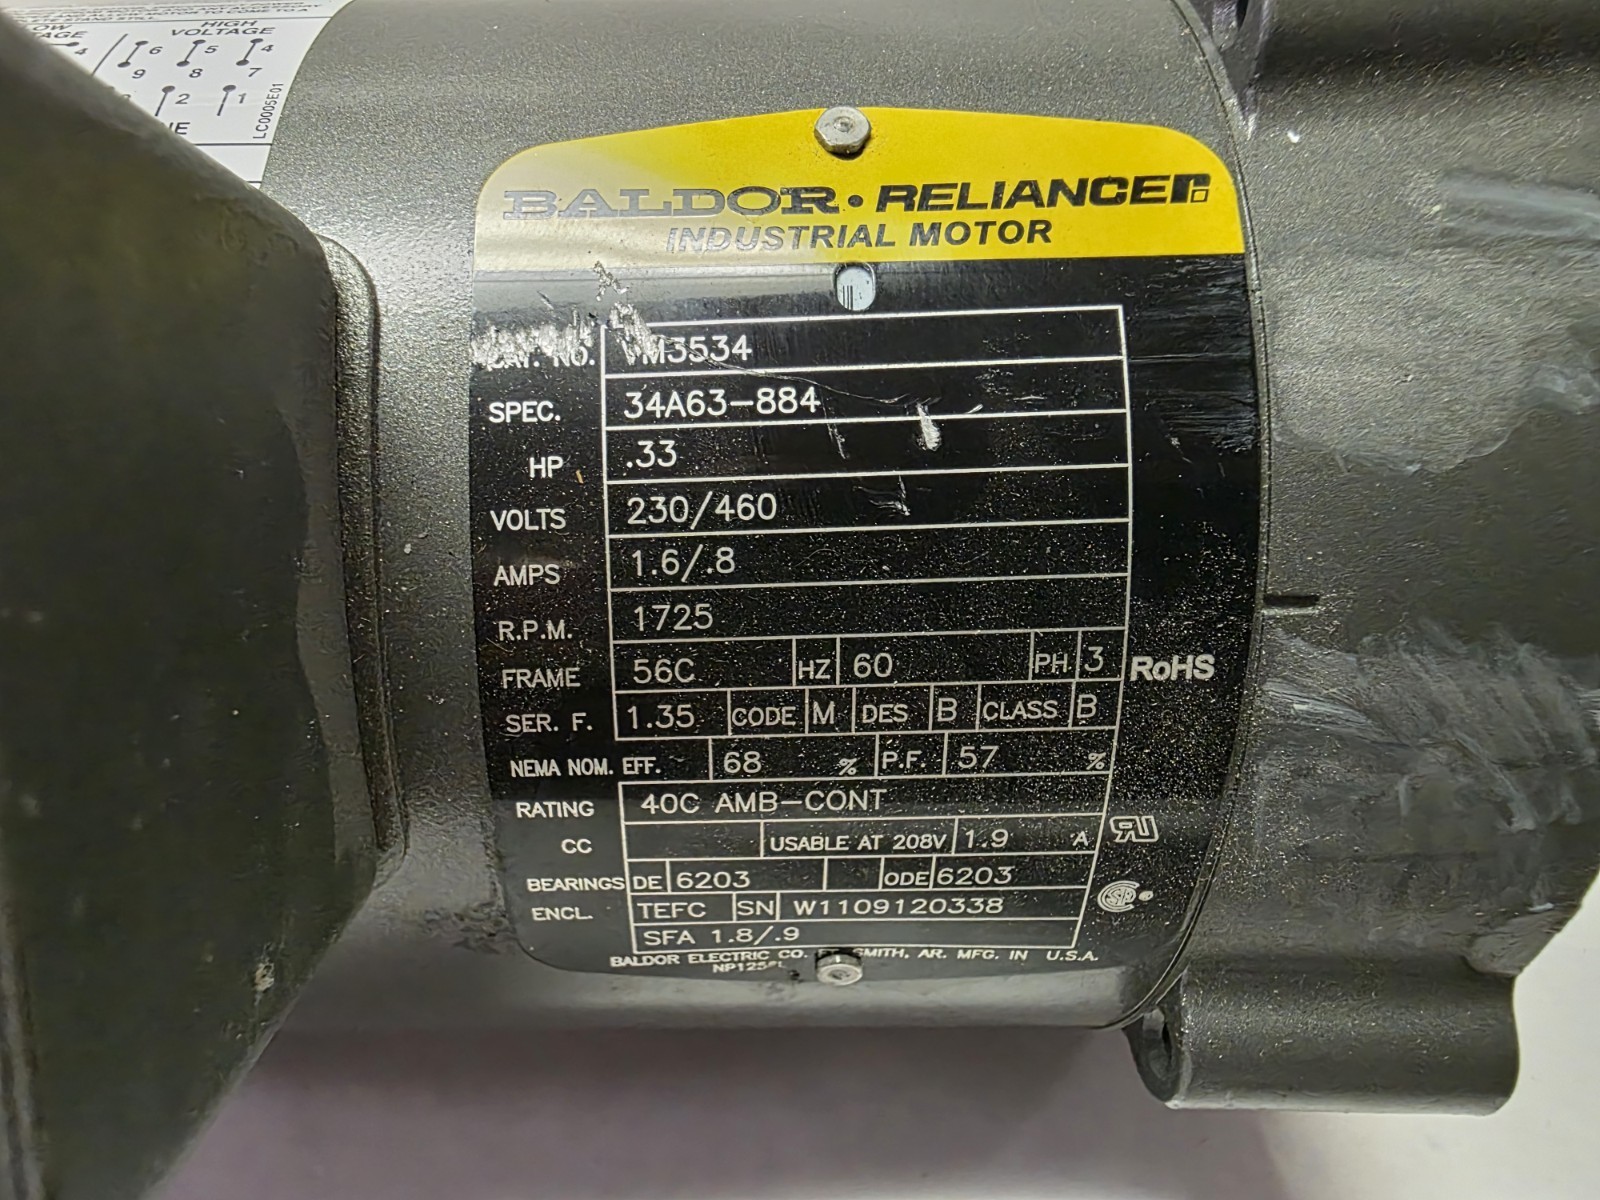 HIGH
VOLTAGE
4 6 5 4
9 8 7
2 1
LC0005E01
BALDOR • RELIANCER
INDUSTRIAL MOTOR
CAT. NO. VM3534
SPEC. 34A63-884
HP .33
VOLTS 230/460
AMPS 1.6/.8
R.P.M. 1725
FRAME 56C HZ 60 PH 3 RoHS
SER. F. 1.35 CODE M DES B CLASS B
NEMA NOM. EFF. 68 % P.F. 57 %
RATING 40C AMB-CONT
CC USABLE AT 208V 1.9 A
BEARINGS DE 6203 ODE 6203
ENCL. TEFC SN W1109120338
SFA 1.8/.9
BALDOR ELECTRIC CO. SMITH, AR. MFG. IN U.S.A.